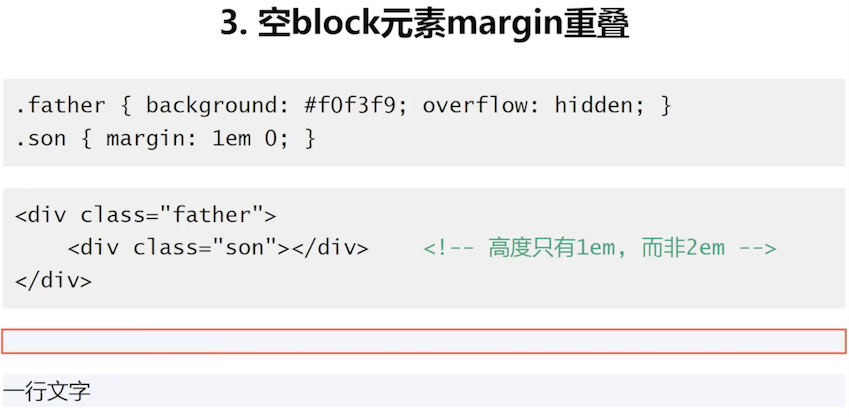 3. 空block元素margin重叠
.father { background: #f0f3f9; overflow: hidden; }
.son { margin: 1em 0; }
<div class="father">
    <div class="son"></div>    <!-- 高度只有1em, 而非2em -->
</div>
一行文字